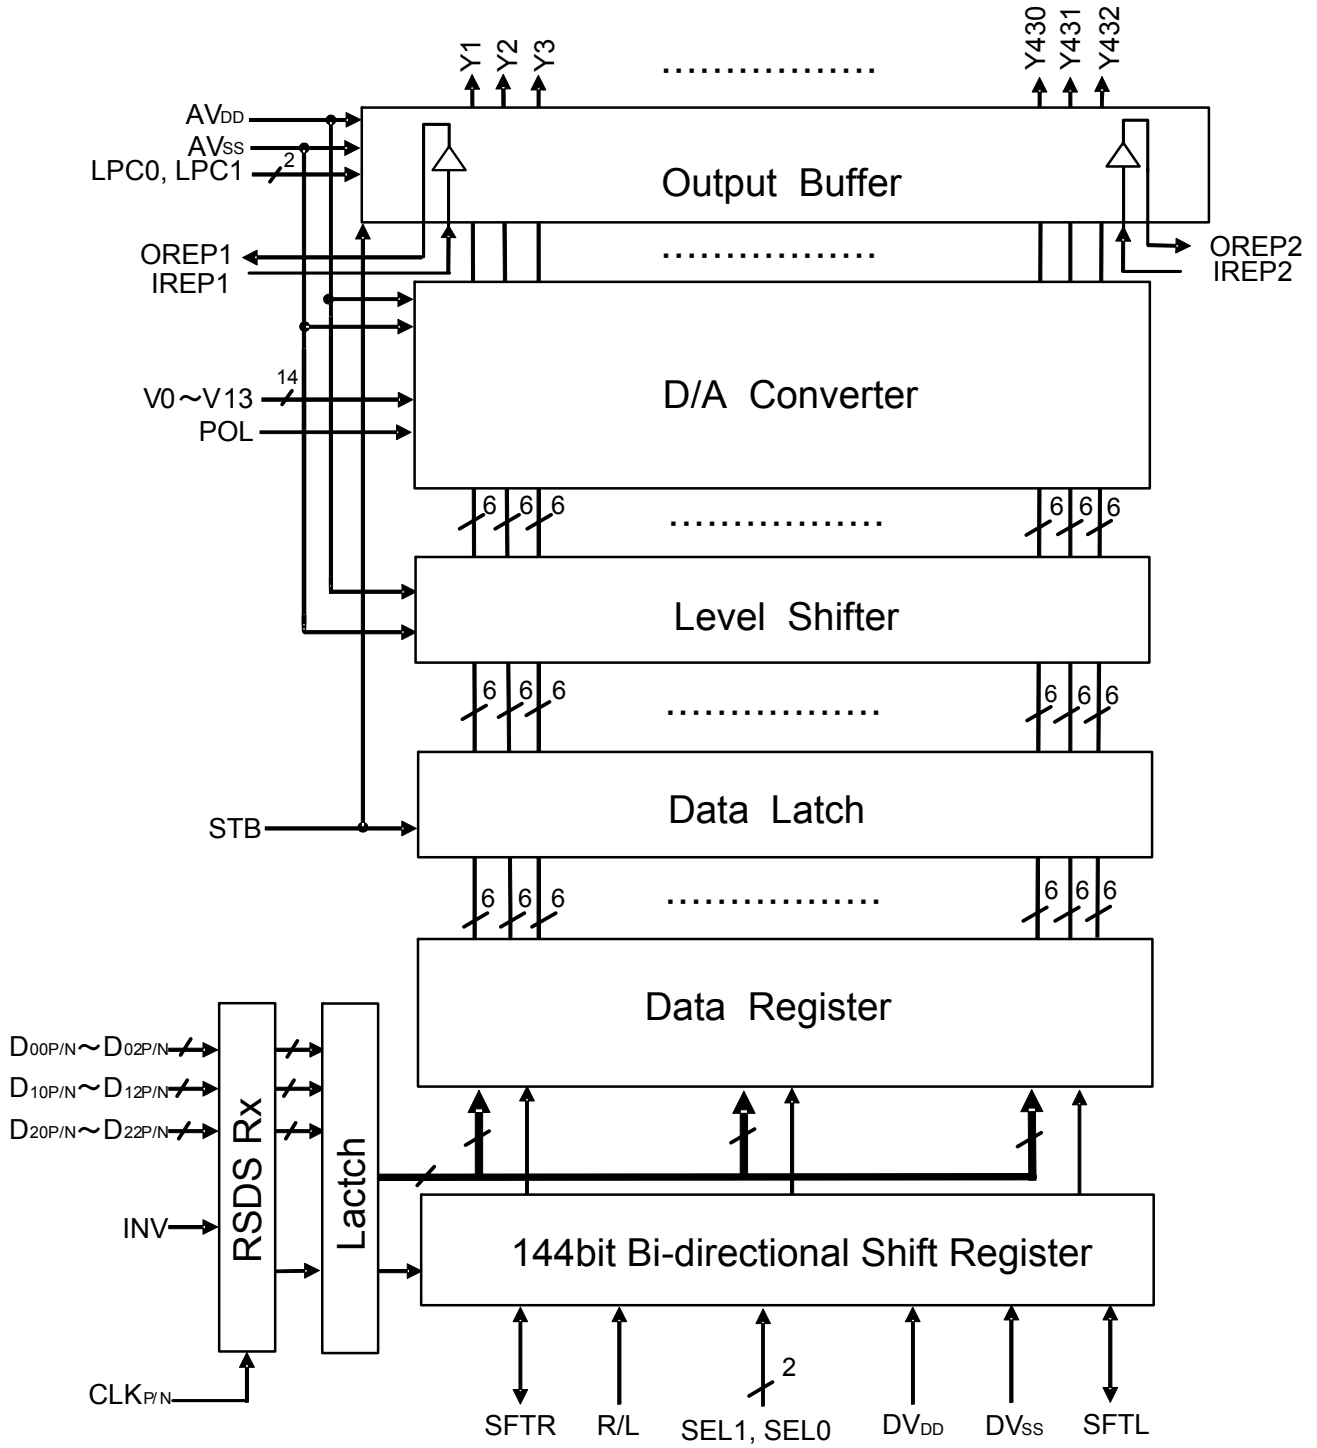 Y1 Y2 Y3 ................. Y430 Y431 Y432
AVDD
AVSS
LPC0, LPC1 2
Output Buffer
OREP1 ................. OREP2
IREP1 IREP2
14
V0～V13
D/A Converter
POL
6 6 6 ................. 6 6 6
Level Shifter
6 6 6 ................. 6 6 6
Data Latch
STB
6 6 6 ................. 6 6 6
Data Register
D00P/N～D02P/N
D10P/N～D12P/N
D20P/N～D22P/N
RSDS Rx
Lactch
INV
144bit Bi-directional Shift Register
2
CLKP/N
SFTR R/L SEL1, SEL0 DVDD DVSS SFTL